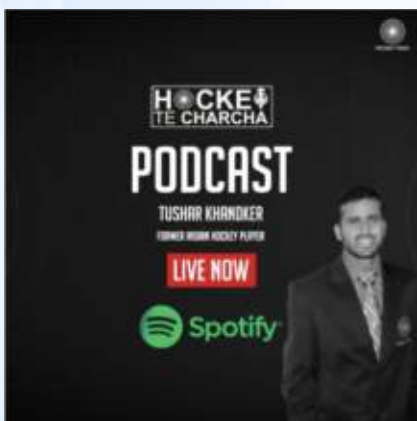 HOCKEY
TE CHARCHA
PODCAST
TUSHAR KHANDKER
FORMER INDIAN HOCKEY PLAYER
LIVE NOW
Spotify